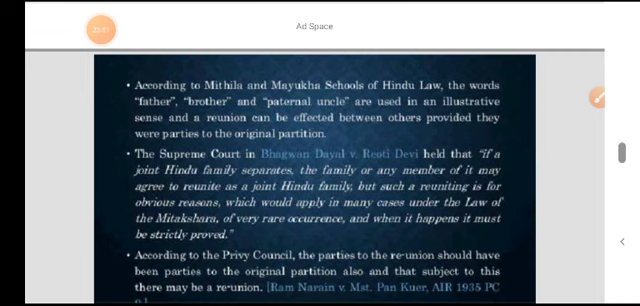 Ad Space
• According to Mithila and Mayukha Schools of Hindu Law, the words
"father", "brother" and "paternal uncle" are used in an illustrative
sense and a reunion can be effected between others provided they
were parties to the original partition.
• The Supreme Court in Bhagwan Dayal v. Reoti Devi held that "if a
joint Hindu family separates, the family or any member of it may
agree to reunite as a joint Hindu family, but such a reuniting is for
obvious reasons, which would apply in many cases under the Law of
the Mitakshara, of very rare occurrence, and when it happens it must
be strictly proved."
• According to the Privy Council, the parties to the re-union should have
been parties to the original partition also and that subject to this
there may be a re-union. [Ram Narain v. Mst. Pan Kuer, AIR 1935 PC